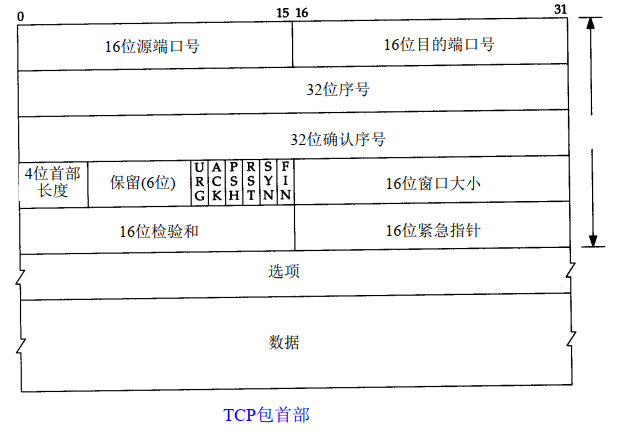 0 15 16 31
16位源端口号 16位目的端口号
32位序号
32位确认序号
4位首部长度 保留(6位) URG ACK PSH RST SYN FIN 16位窗口大小
16位检验和 16位紧急指针
选项
数据
TCP包首部